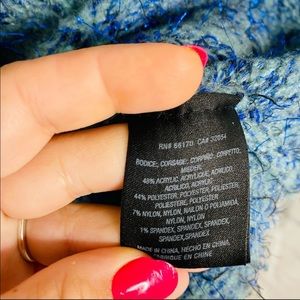 RN# 66170 CA# 32054
BODICE:, CORSAGE:, CORPIÑO:, CORPETTO,
MIEDER:
48% ACRYLIC, ACRYLIQUE, ACRILICO,
ACRILICO, ACRYL
44% POLYESTER, POLYESTER,
POLIESTER, POLIESTERE, POLYESTER
7% NYLON, NYLON, NAILON O POLIAMIDA,
NYLON, NYLON
1% SPANDEX, SPANDEX, SPANDEX,
SPANDEX, SPANDEX
MADE IN CHINA, HECHO EN CHINA,
FABRIQUE EN CHINE